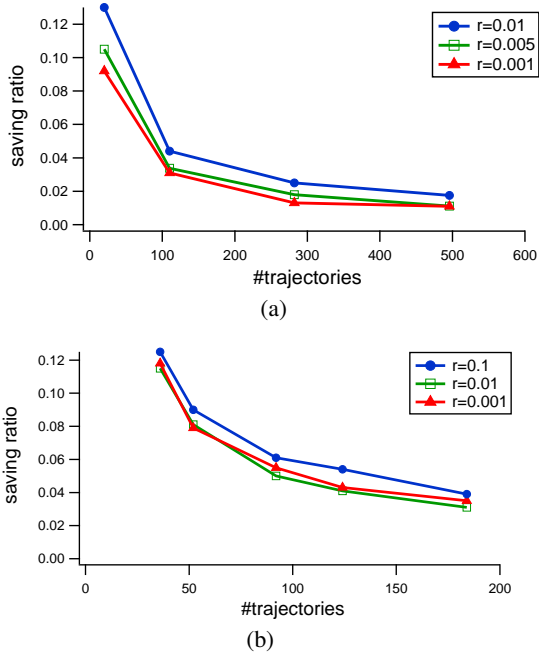 0.12
0.10
0.08
0.06
0.04
0.02
0.00
saving ratio
r=0.01
r=0.005
r=0.001
0
100
200
300
400
500
600
#trajectories
(a)
0.12
0.10
0.08
0.06
0.04
0.02
0.00
saving ratio
r=0.1
r=0.01
r=0.001
0
50
100
150
200
#trajectories
(b)